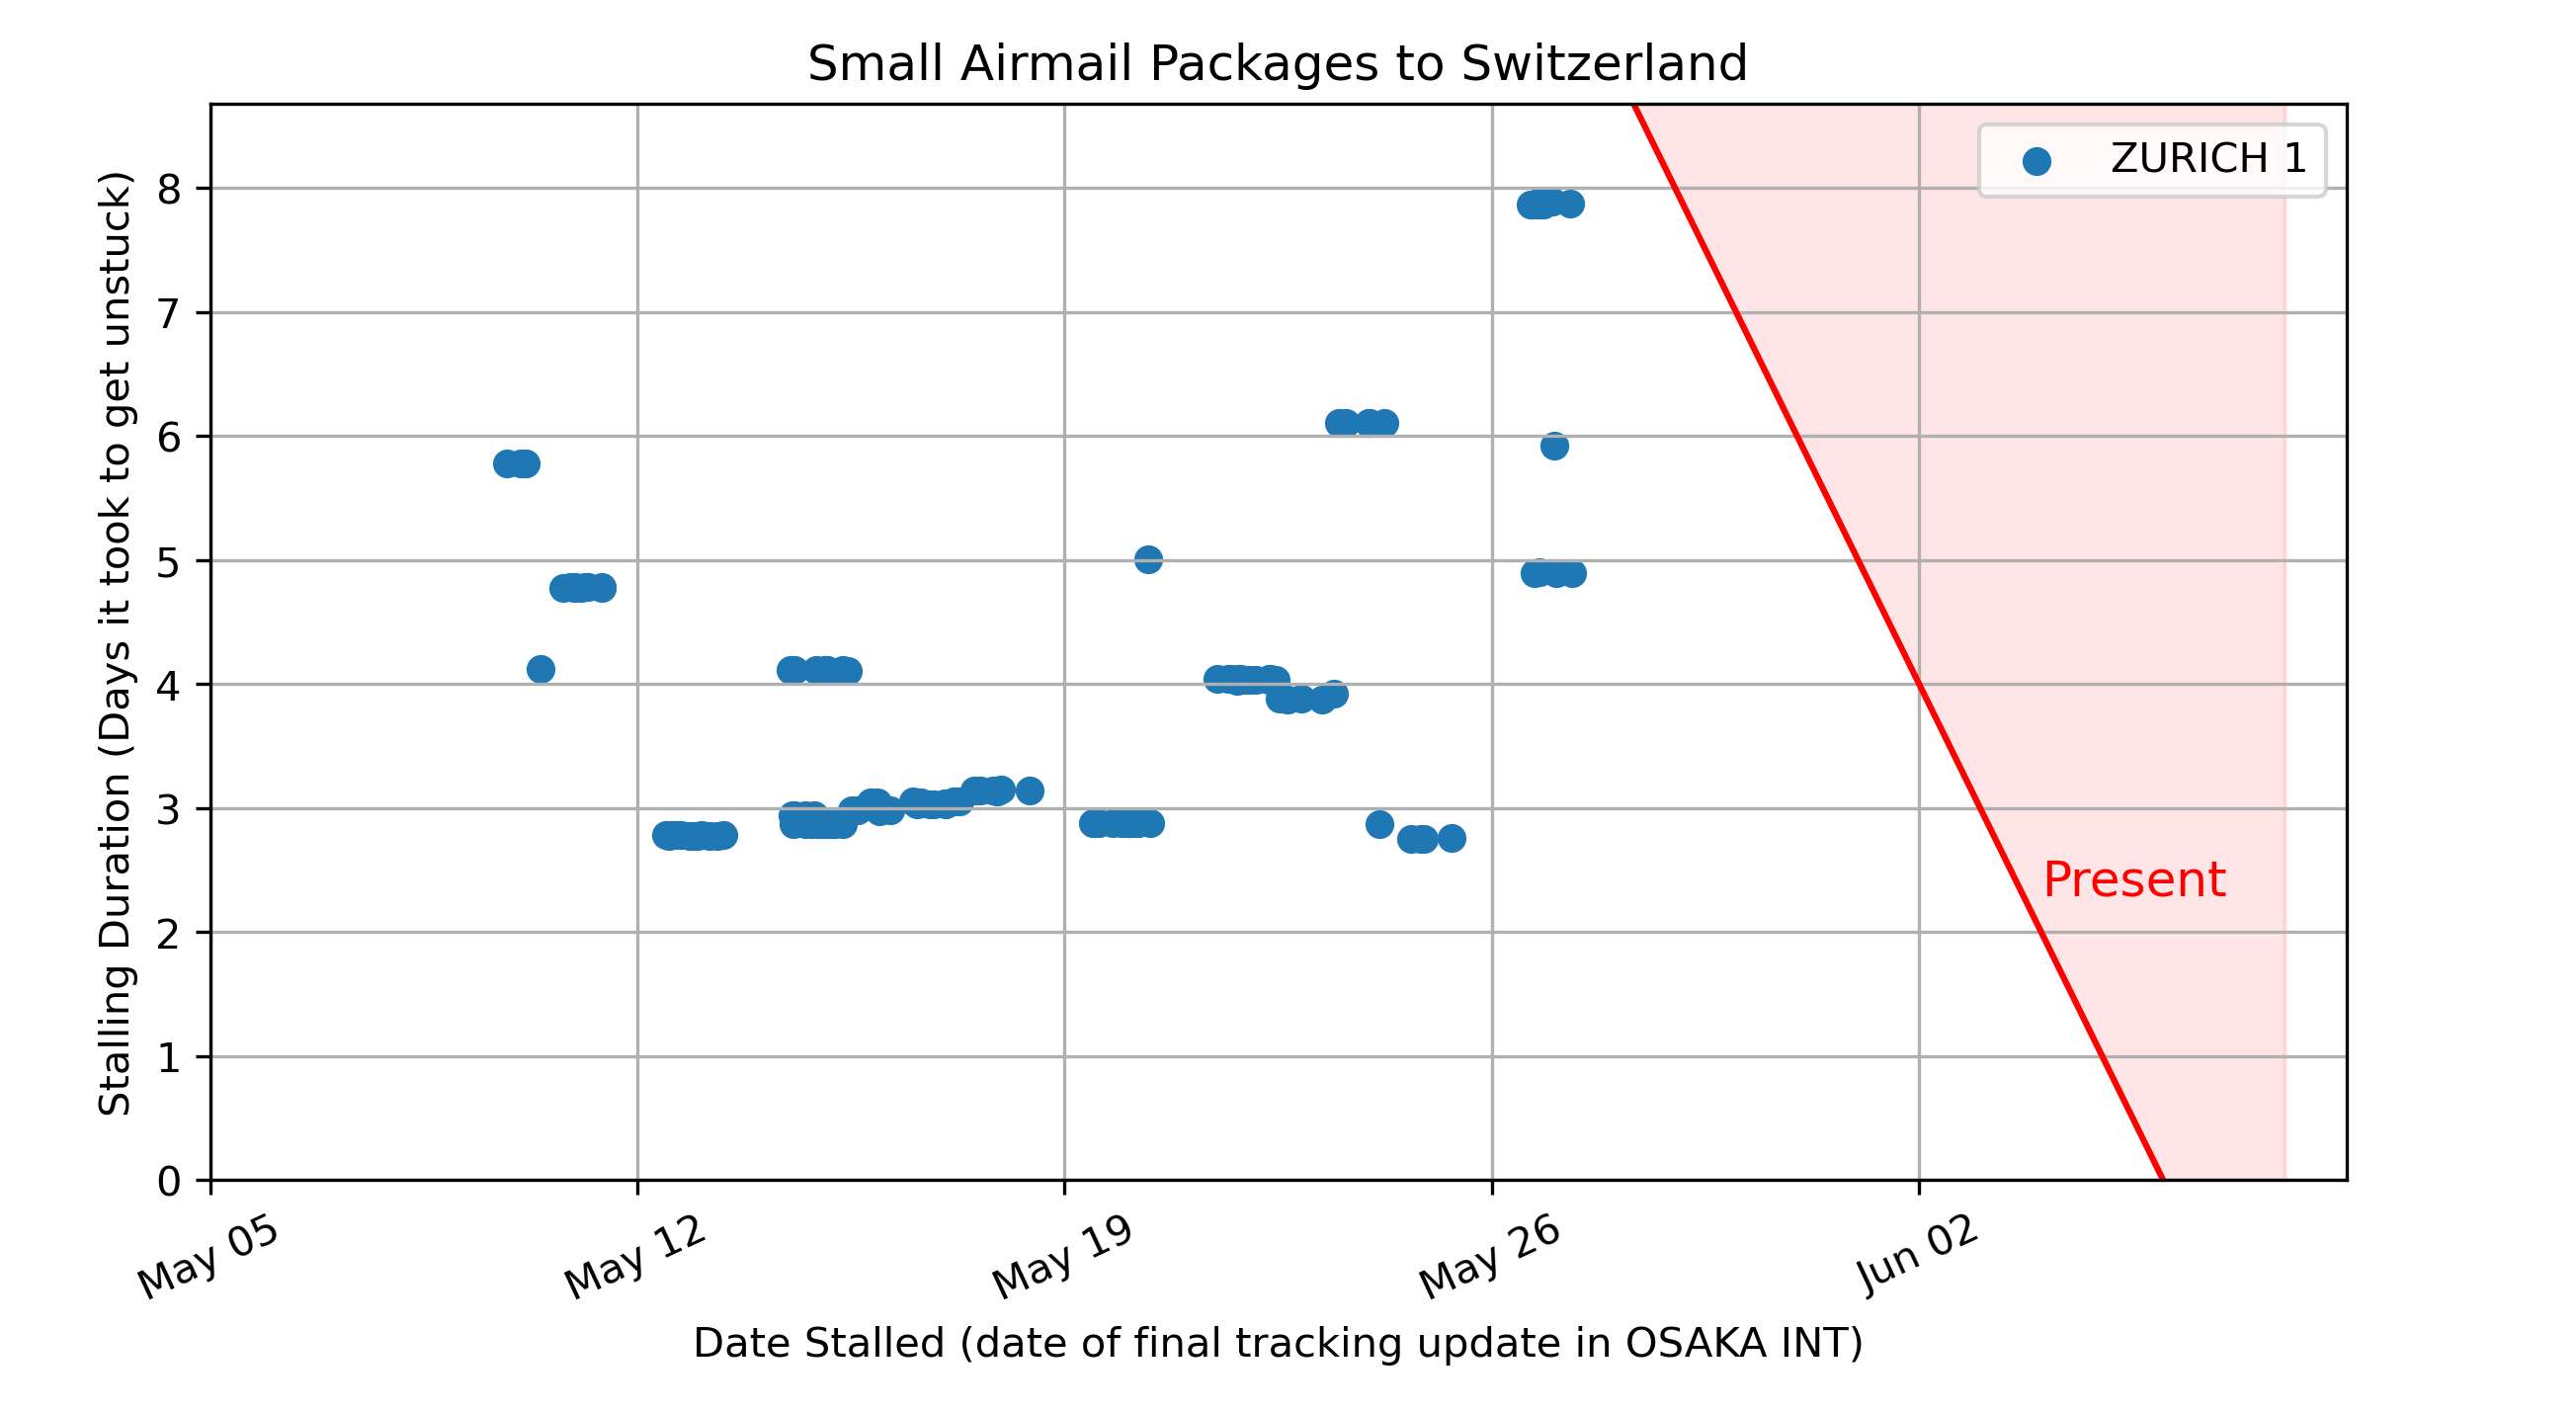 Small Airmail Packages to Switzerland
ZURICH 1
Stalling Duration (Days it took to get unstuck)
8
7
6
5
4
3
2
1
0
Present
May 05
May 12
May 19
May 26
Jun 02
Date Stalled (date of final tracking update in OSAKA INT)